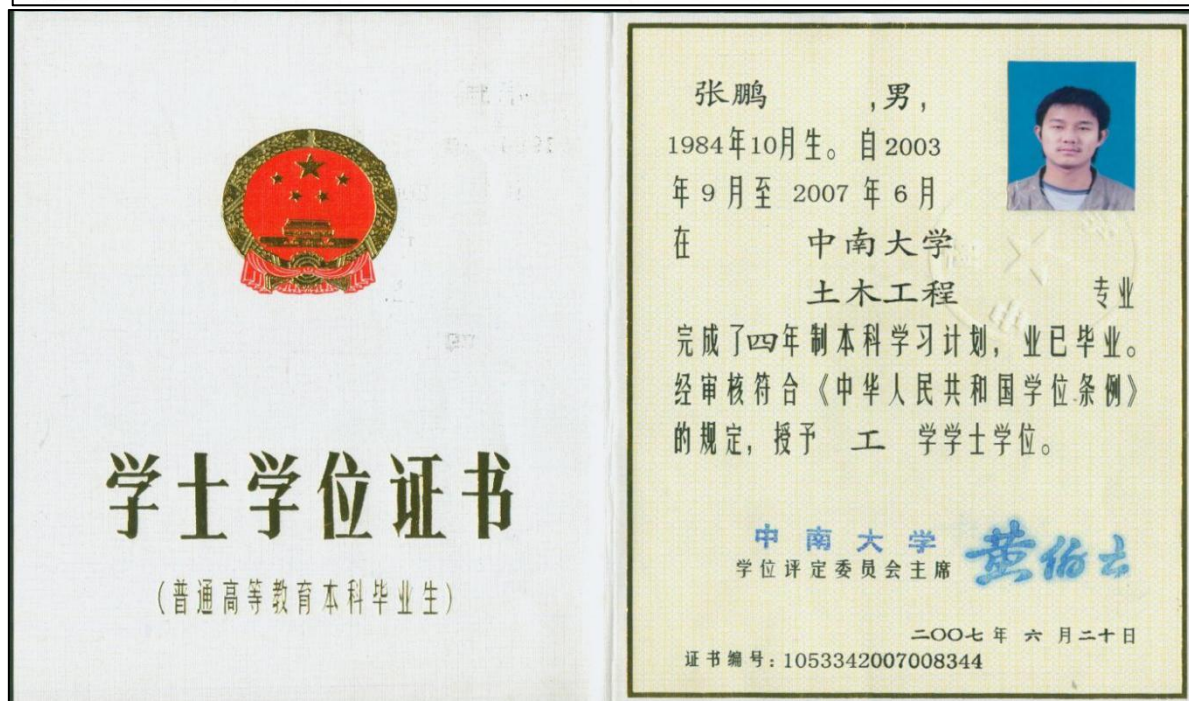 学士学位证书
(普通高等教育本科毕业生)
张鹏 ,男,
1984年10月生。自2003
年9月至 2007 年 6 月
在 中南大学
土木工程 专业
完成了四年制本科学习计划，业已毕业。
经审核符合《中华人民共和国学位条例》
的规定，授予 工 学学士学位。
中南大学
学位评定委员会主席 黄伯云
二〇〇七年 六 月二十日
证书编号:1053342007008344